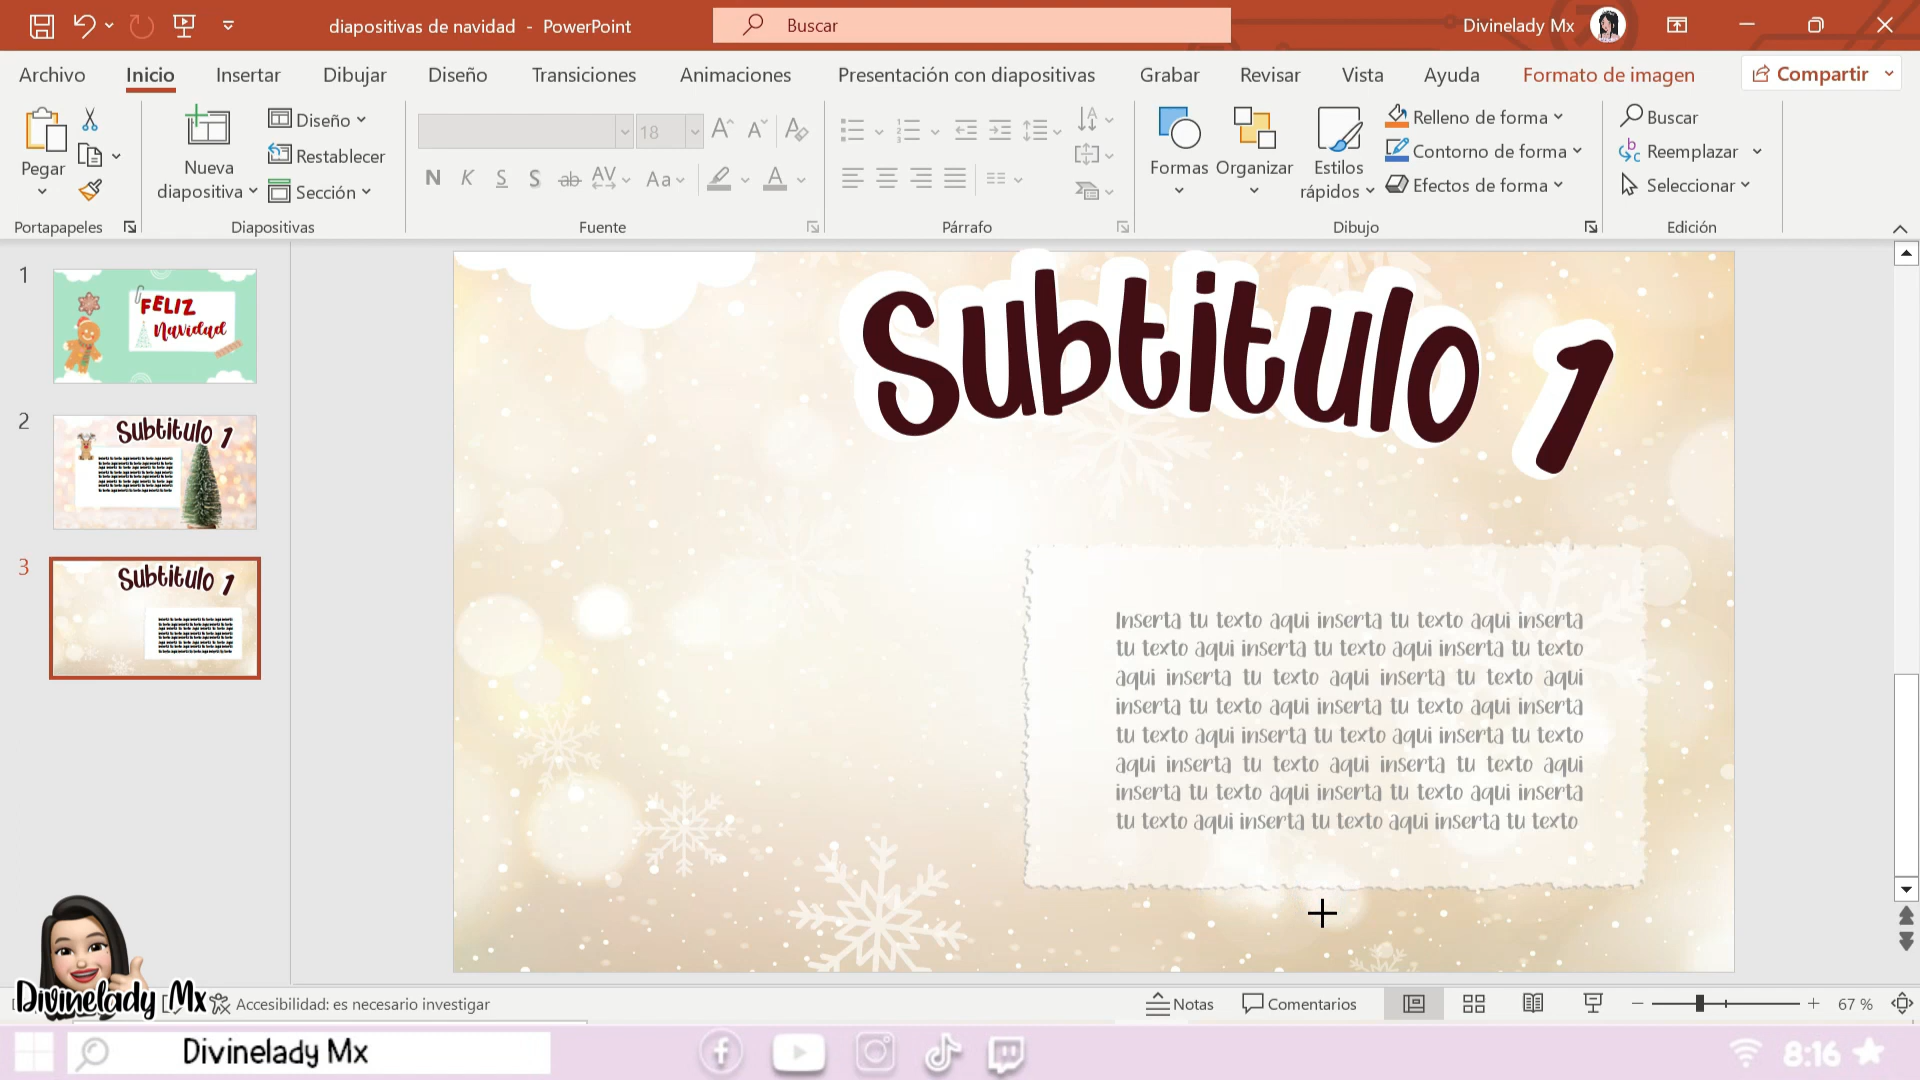 diapositivas de navidad - PowerPoint
Buscar
Divinelady Mx
Archivo
Inicio
Insertar
Dibujar
Diseño
Transiciones
Animaciones
Presentación con diapositivas
Grabar
Revisar
Vista
Ayuda
Formato de imagen
Compartir
Pegar
Nueva
diapositiva
Diseño
Restablecer
Sección
18
N K S S ab AV Aa A
Formas
Organizar
Estilos
rápidos
Relleno de forma
Contorno de forma
Efectos de forma
Buscar
Reemplazar
Seleccionar
Portapapeles
Diapositivas
Fuente
Párrafo
Dibujo
Edición
1
FELIZ
Navidad
2
Subtitulo 1
3
Subtitulo 1
Subtitulo 1
Inserta tu texto aqui inserta tu texto aqui inserta
tu texto aqui inserta tu texto aqui inserta tu texto
aqui inserta tu texto aqui inserta tu texto aqui
inserta tu texto aqui inserta tu texto aqui inserta
tu texto aqui inserta tu texto aqui inserta tu texto
aqui inserta tu texto aqui inserta tu texto aqui
inserta tu texto aqui inserta tu texto aqui inserta
tu texto aqui inserta tu texto aqui inserta tu texto
Divinelady Mx
Accesibilidad: es necesario investigar
Notas
Comentarios
67 %
Divinelady Mx
8:16